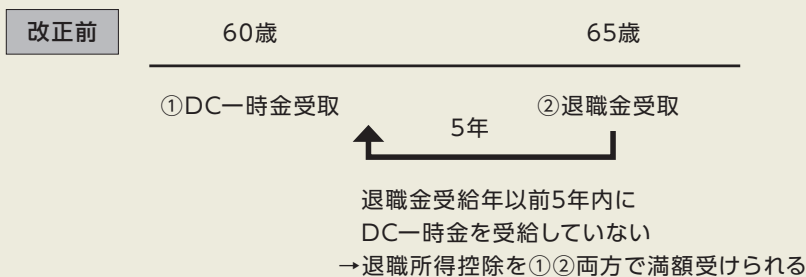 改正前
60歳 65歳
①DC一時金受取 ②退職金受取
5年
退職金受給年以前5年内に
DC一時金を受給していない
→退職所得控除を①②両方で満額受けられる